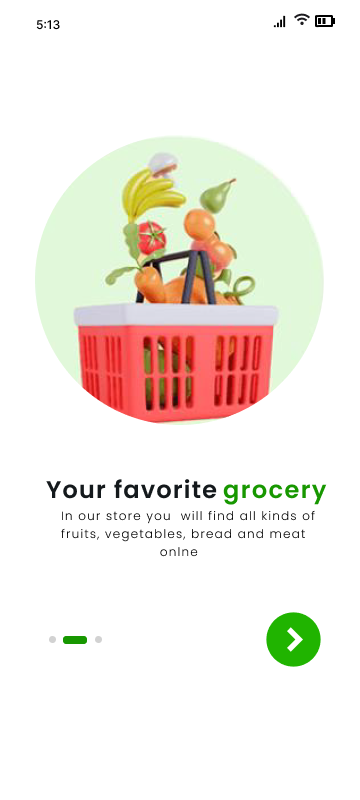 5:13
Your favorite grocery
In our store you  will find all kinds of
fruits, vegetables, bread and meat
onlne